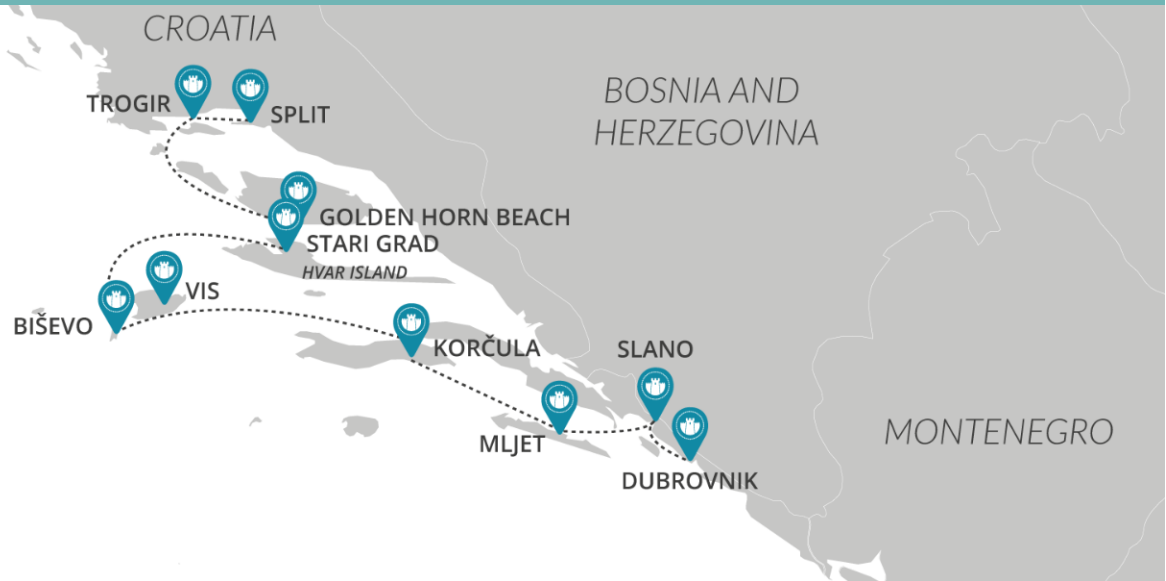 CROATIA
BOSNIA AND
HERZEGOVINA
TROGIR
SPLIT
GOLDEN HORN BEACH
STARI GRAD
HVAR ISLAND
VIS
BIŠEVO
KORČULA
SLANO
MLJET
MONTENEGRO
DUBROVNIK